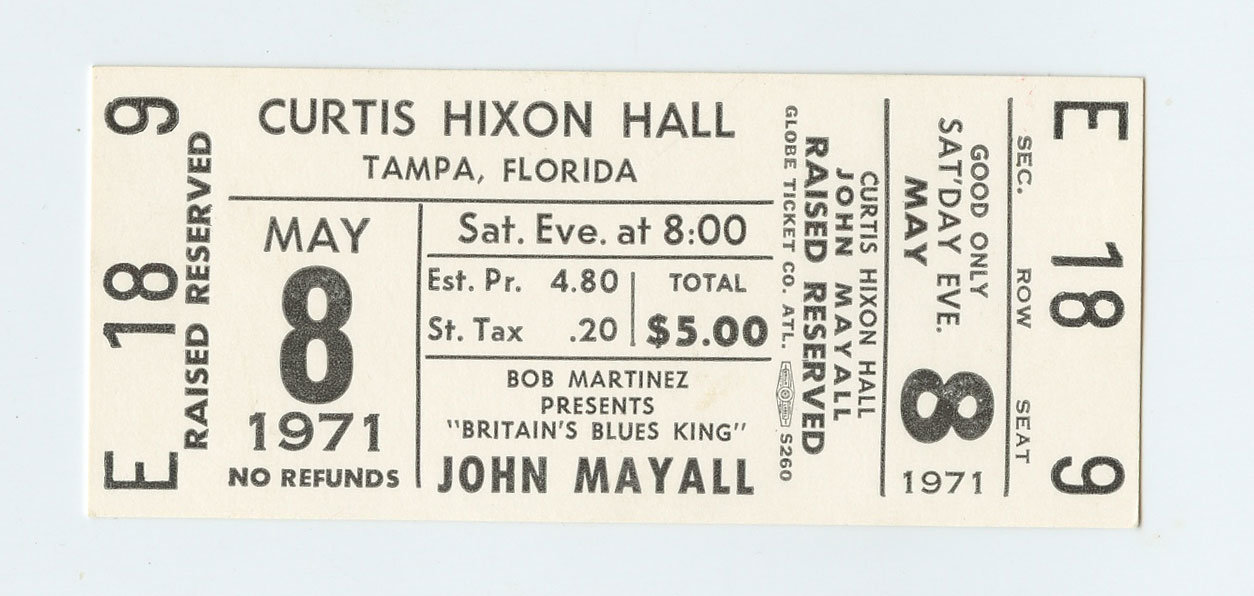 E 18 9
RAISED RESERVED
CURTIS HIXON HALL
TAMPA, FLORIDA
MAY
8
1971
NO REFUNDS
Sat. Eve. at 8:00
Est. Pr. 4.80
St. Tax .20
TOTAL
$5.00
BOB MARTINEZ
PRESENTS
"BRITAIN'S BLUES KING"
JOHN MAYALL
CURTIS HIXON HALL
JOHN MAYALL
RAISED RESERVED
GLOBE TICKET CO. ATL. S260
GOOD ONLY
SAT'DAY EVE.
MAY
8
1971
E 18 9
SEC. ROW SEAT